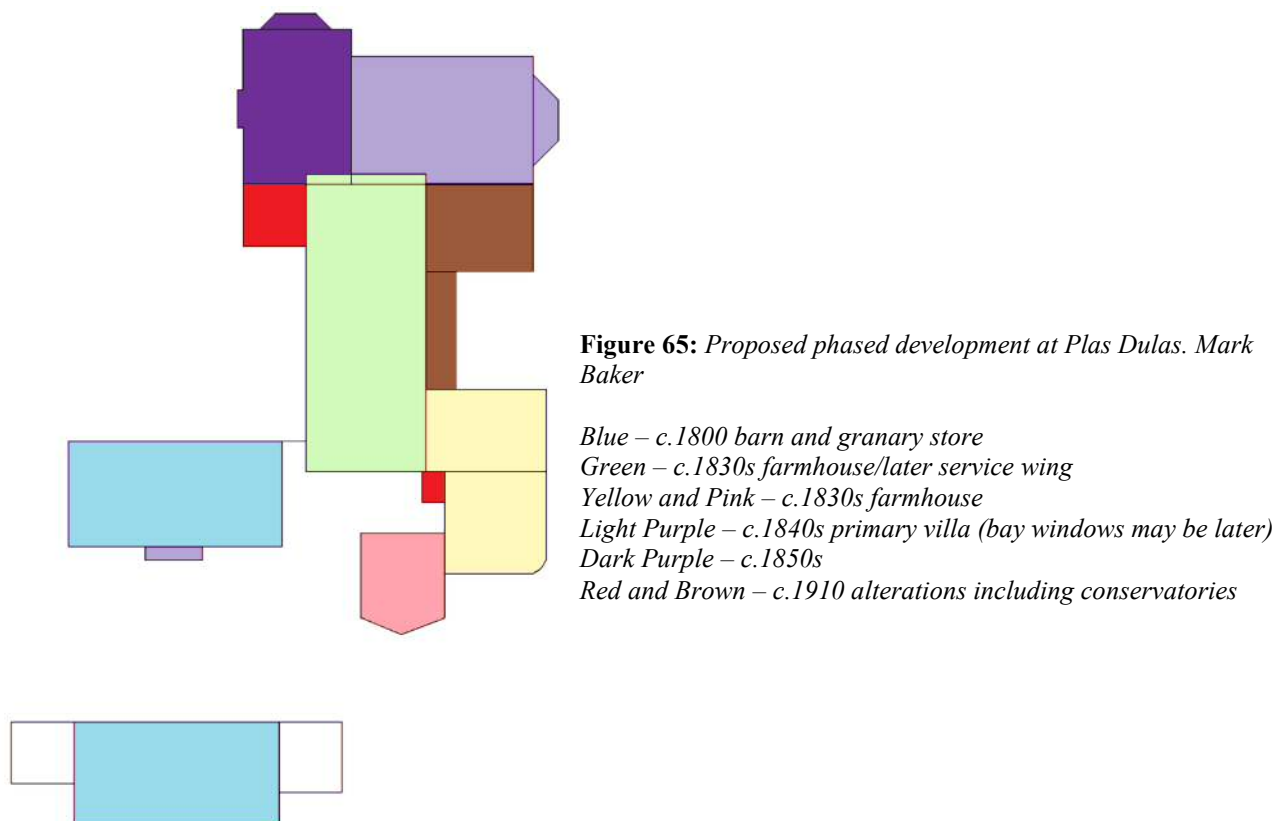 Figure 65: Proposed phased development at Plas Dulas. Mark
Baker
Blue – c.1800 barn and granary store
Green – c.1830s farmhouse/later service wing
Yellow and Pink – c.1830s farmhouse
Light Purple – c.1840s primary villa (bay windows may be later)
Dark Purple – c.1850s
Red and Brown – c.1910 alterations including conservatories